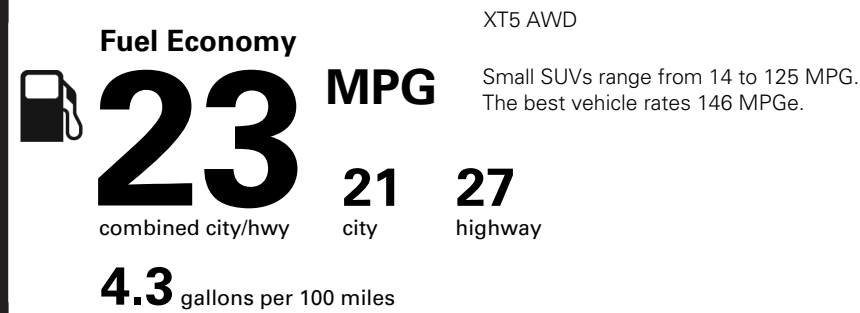 XT5 AWD
Fuel Economy
23 MPG
Small SUVs range from 14 to 125 MPG.
The best vehicle rates 146 MPGe.
21 27
combined city/hwy city highway
4.3 gallons per 100 miles